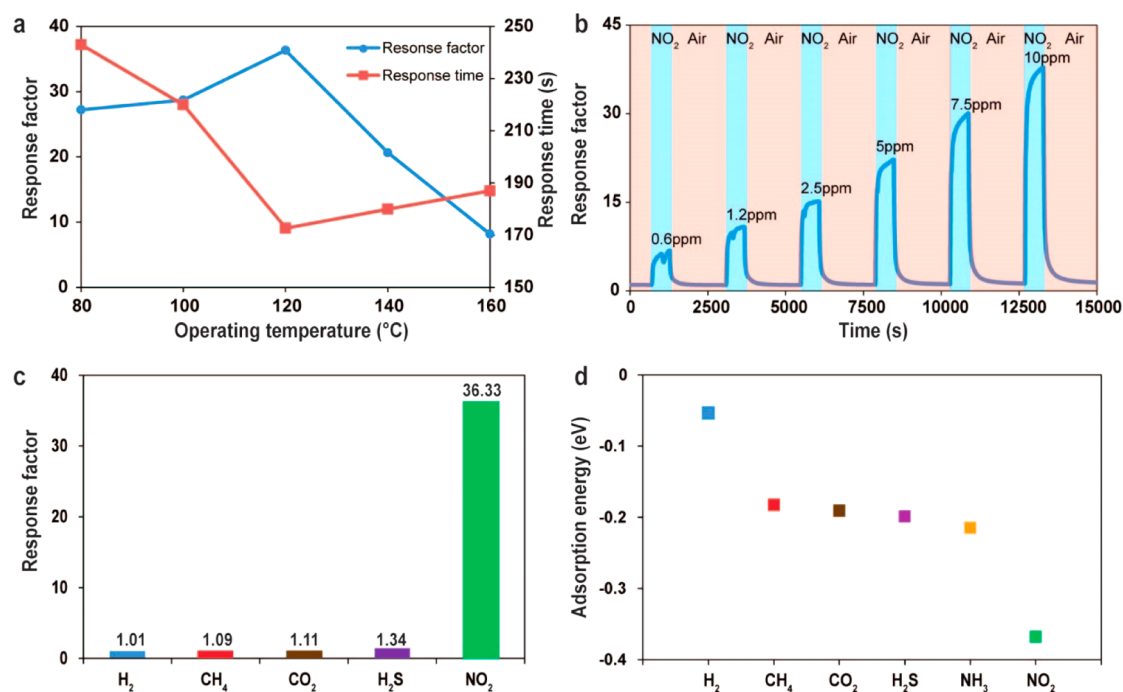 a
40
30
20
10
0
Response factor
Resonse factor
Response time
250
230
210
190
170
150
Response time (s)
80 100 120 140 160
Operating temperature (°C)
b
45
30
15
0
Response factor
NO₂ Air NO₂ Air NO₂ Air NO₂ Air NO₂ Air NO₂ Air
0.6ppm
1.2ppm
2.5ppm
5ppm
7.5ppm
10ppm
0 2500 5000 7500 10000 12500 15000
Time (s)
c
40
30
20
10
0
Response factor
1.01 1.09 1.11 1.34 36.33
H₂ CH₄ CO₂ H₂S NO₂
d
0
-0.1
-0.2
-0.3
-0.4
Adsorption energy (eV)
H₂ CH₄ CO₂ H₂S NH₃ NO₂